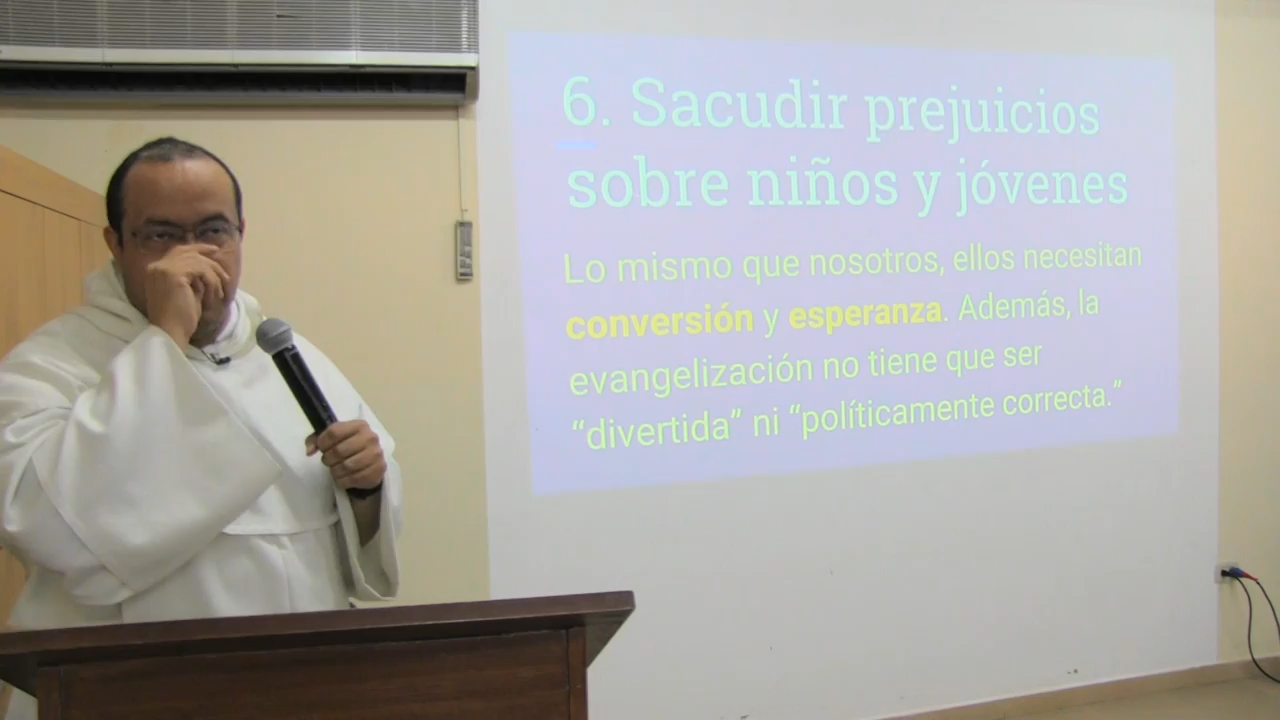 6. Sacudir prejuicios
sobre niños y jóvenes
Lo mismo que nosotros, ellos necesitan
conversión y esperanza. Además, la
evangelización no tiene que ser
“divertida” ni “políticamente correcta.”